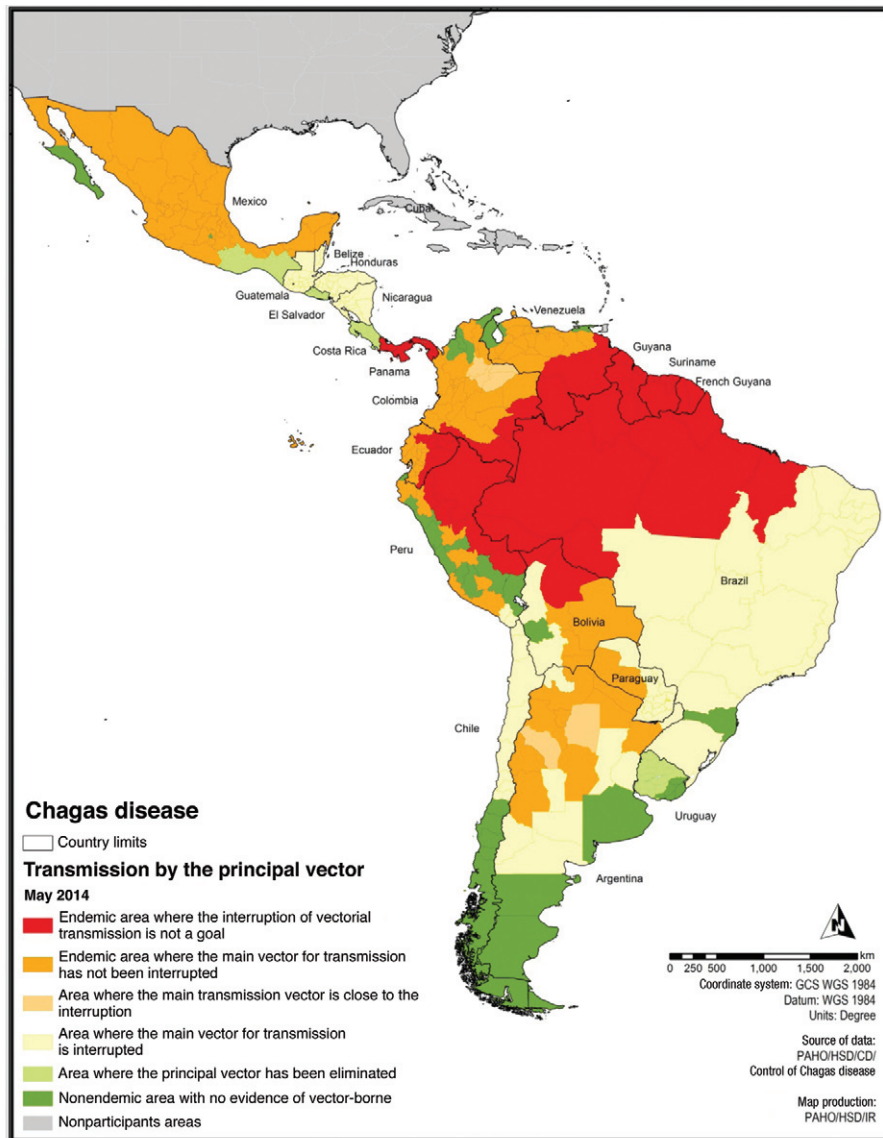 Mexico
Cuba
Belize
Honduras
Guatemala
Nicaragua
El Salvador
Venezuela
Costa Rica
Guyana
Panama
Suriname
French Guyana
Colombia
Ecuador
Peru
Brazil
Bolivia
Paraguay
Chile
Uruguay
Argentina
Chagas disease
Country limits
Transmission by the principal vector
May 2014
Endemic area where the interruption of vectorial
transmission is not a goal
Endemic area where the main vector for transmission
has not been interrupted
Area where the main transmission vector is close to the
interruption
Area where the main vector for transmission
is interrupted
Area where the principal vector has been eliminated
Nonendemic area with no evidence of vector-borne
Nonparticipants areas
N
km
0 250 500 1,000 1,500 2,000
Coordinate system: GCS WGS 1984
Datum: WGS 1984
Units: Degree
Source of data:
PAHO/HSD/CD/
Control of Chagas disease
Map production:
PAHO/HSD/IR